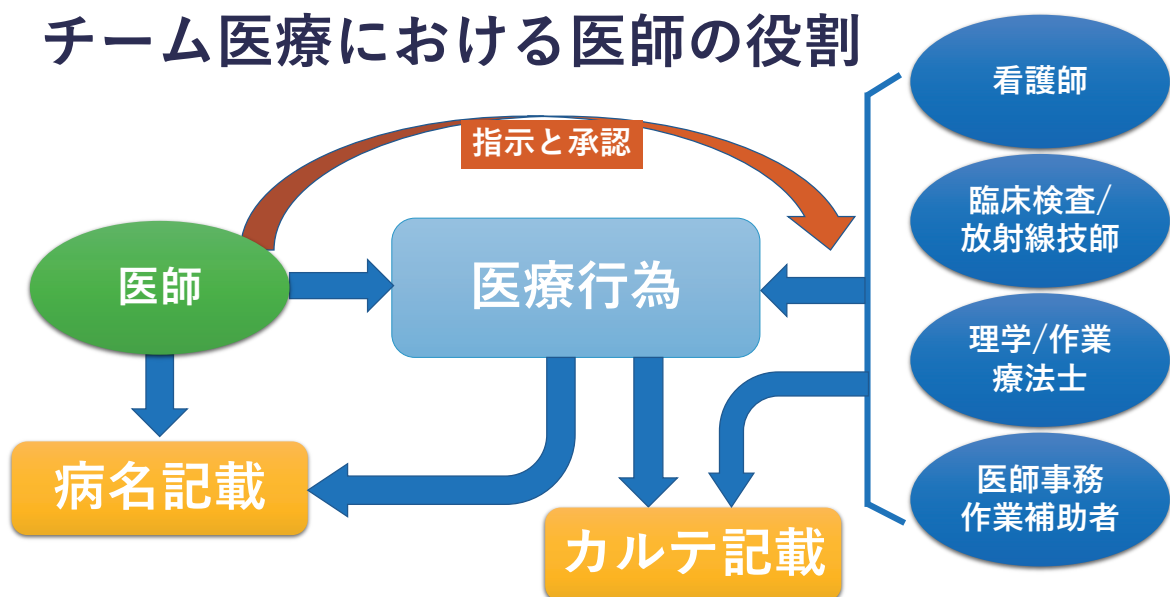 チーム医療における医師の役割
看護師
指示と承認
臨床検査/
放射線技師
医師
医療行為
理学/作業
療法士
病名記載
医師事務
作業補助者
カルテ記載